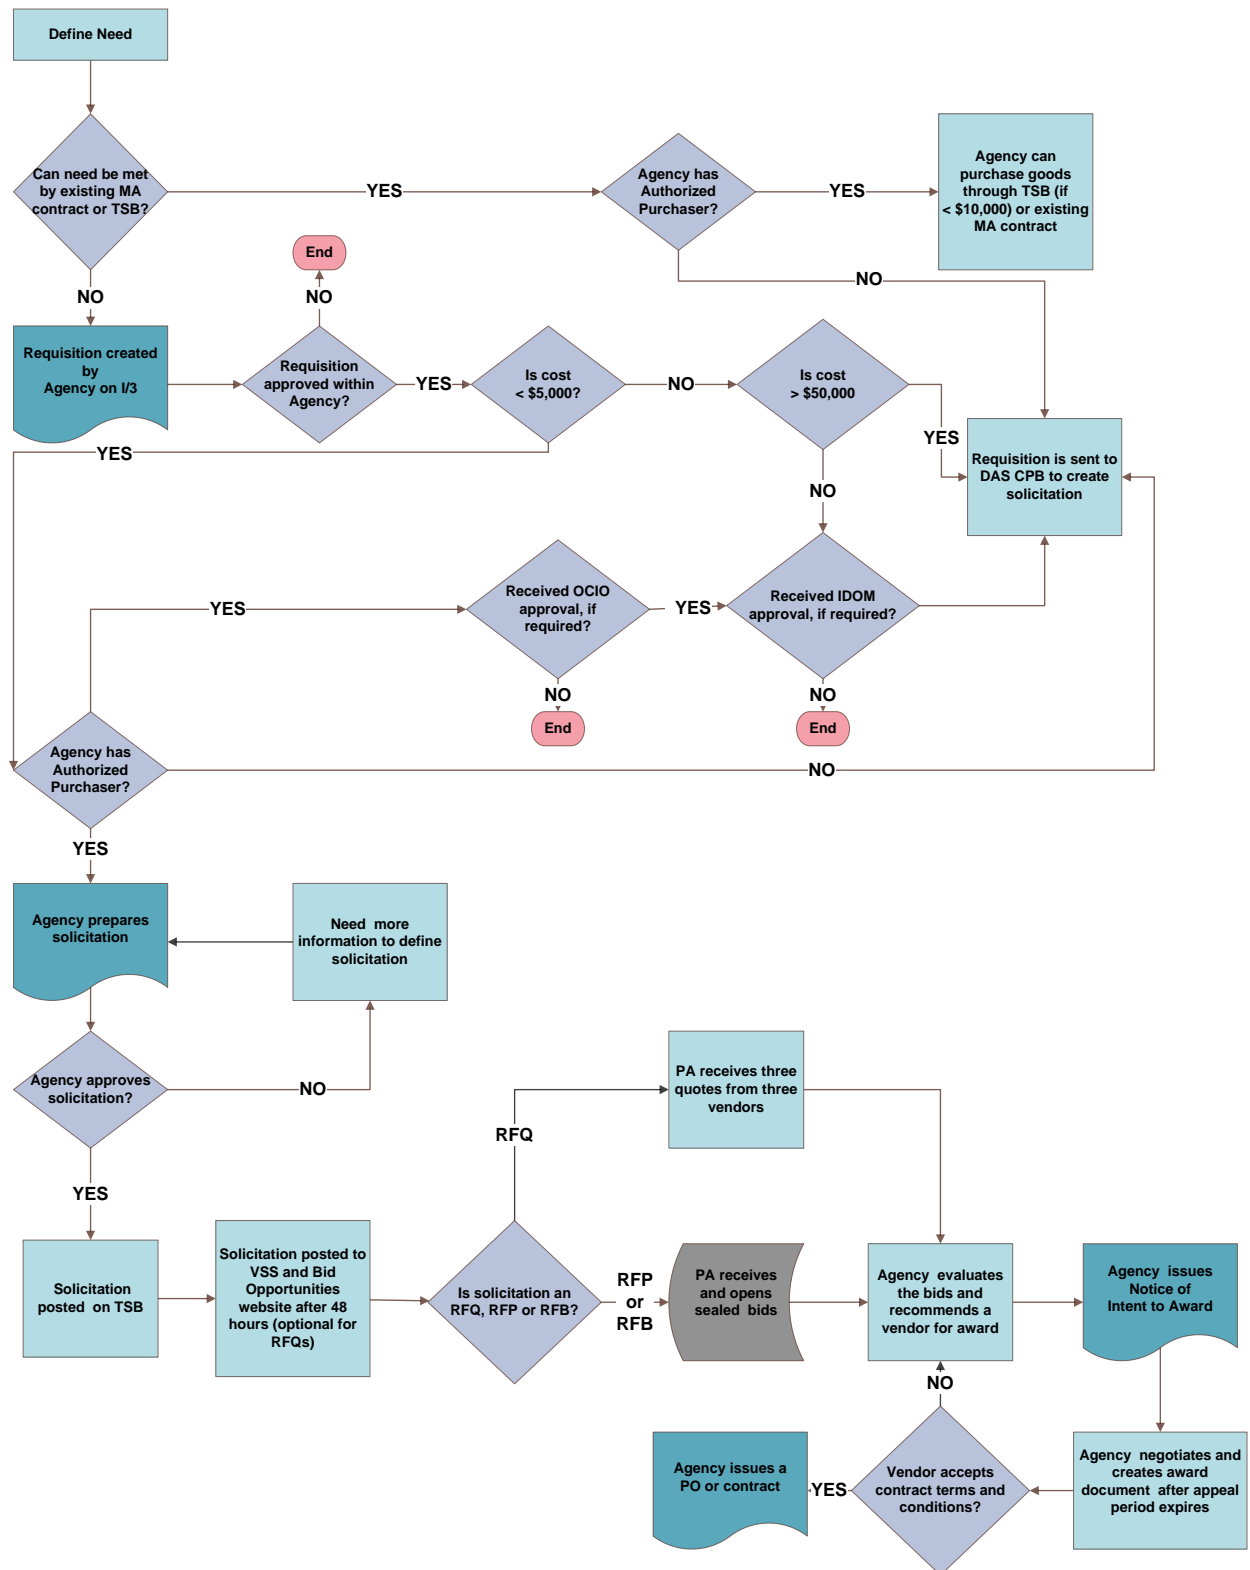 Define Need
Can need be met
by existing MA
contract or TSB?
YES
Agency has
Authorized
Purchaser?
YES
Agency can
purchase goods
through TSB (if
< $10,000) or existing
MA contract
NO
NO
End
NO
Requisition created
by
Agency on I/3
Requisition
approved within
Agency?
YES
Is cost
< $5,000?
NO
Is cost
> $50,000
YES
YES
Requisition is sent to
DAS CPB to create
solicitation
NO
YES
Received OCIO
approval, if
required?
YES
Received IDOM
approval, if required?
NO
End
NO
End
Agency has
Authorized
Purchaser?
NO
YES
Agency prepares
solicitation
Need more
information to define
solicitation
Agency approves
solicitation?
NO
YES
PA receives three
quotes from three
vendors
RFQ
Solicitation
posted on TSB
Solicitation posted to
VSS and Bid
Opportunities
website after 48
hours (optional for
RFQs)
Is solicitation an
RFQ, RFP or RFB?
RFP
or
RFB
PA receives
and opens
sealed bids
Agency evaluates
the bids and
recommends a
vendor for award
Agency issues
Notice of
Intent to Award
NO
Agency issues a
PO or contract
YES
Vendor accepts
contract terms and
conditions?
Agency negotiates and
creates award
document after appeal
period expires